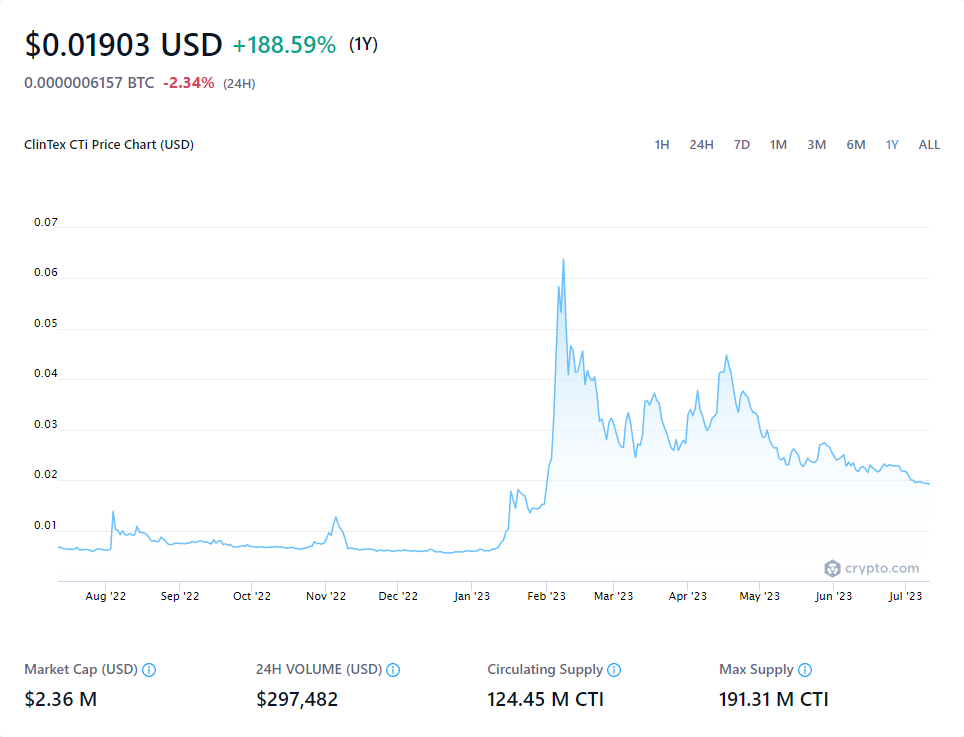 $0.01903 USD +188.59% (1Y)
0.0000006157 BTC -2.34% (24H)
ClinTex CTi Price Chart (USD) 1H 24H 7D 1M 3M 6M 1Y ALL
0.07
0.06
0.05
0.04
0.03
0.02
0.01
crypto.com
Aug '22 Sep '22 Oct '22 Nov '22 Dec '22 Jan '23 Feb '23 Mar '23 Apr '23 May '23 Jun '23 Jul '23
Market Cap (USD) 24H VOLUME (USD) Circulating Supply Max Supply
$2.36 M $297,482 124.45 M CTI 191.31 M CTI